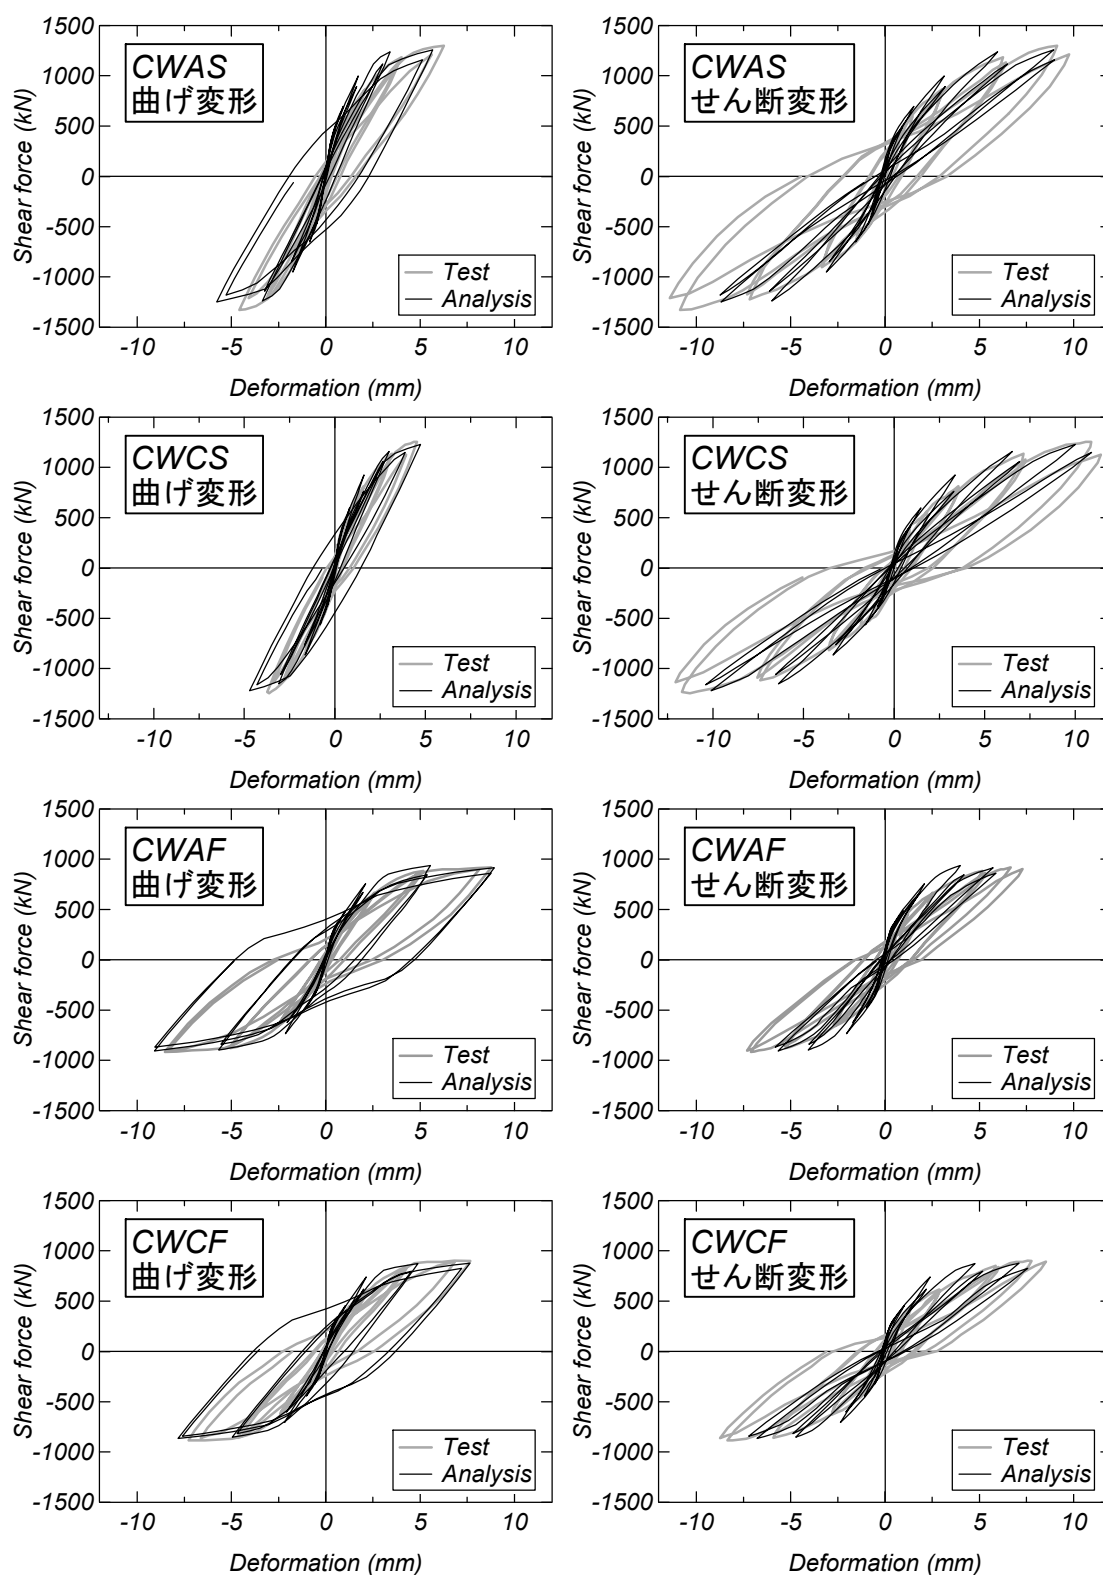 1500
1000
500
0
-500
-1000
-1500
Shear force (kN)
CWAS
曲げ変形
Test
Analysis
-10
-5
0
5
10
Deformation (mm)
1500
1000
500
0
-500
-1000
-1500
Shear force (kN)
CWAS
せん断変形
Test
Analysis
-10
-5
0
5
10
Deformation (mm)
1500
1000
500
0
-500
-1000
-1500
Shear force (kN)
CWCS
曲げ変形
Test
Analysis
-10
-5
0
5
10
Deformation (mm)
1500
1000
500
0
-500
-1000
-1500
Shear force (kN)
CWCS
せん断変形
Test
Analysis
-10
-5
0
5
10
Deformation (mm)
1500
1000
500
0
-500
-1000
-1500
Shear force (kN)
CWAF
曲げ変形
Test
Analysis
-10
-5
0
5
10
Deformation (mm)
1500
1000
500
0
-500
-1000
-1500
Shear force (kN)
CWAF
せん断変形
Test
Analysis
-10
-5
0
5
10
Deformation (mm)
1500
1000
500
0
-500
-1000
-1500
Shear force (kN)
CWCF
曲げ変形
Test
Analysis
-10
-5
0
5
10
Deformation (mm)
1500
1000
500
0
-500
-1000
-1500
Shear force (kN)
CWCF
せん断変形
Test
Analysis
-10
-5
0
5
10
Deformation (mm)